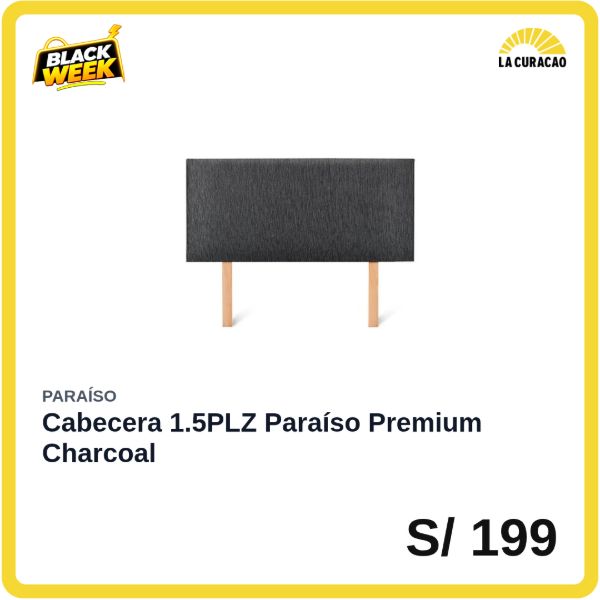 BLACK
WEEK
LA CURACAO
PARAÍSO
Cabecera 1.5PLZ Paraíso Premium
Charcoal
S/ 199